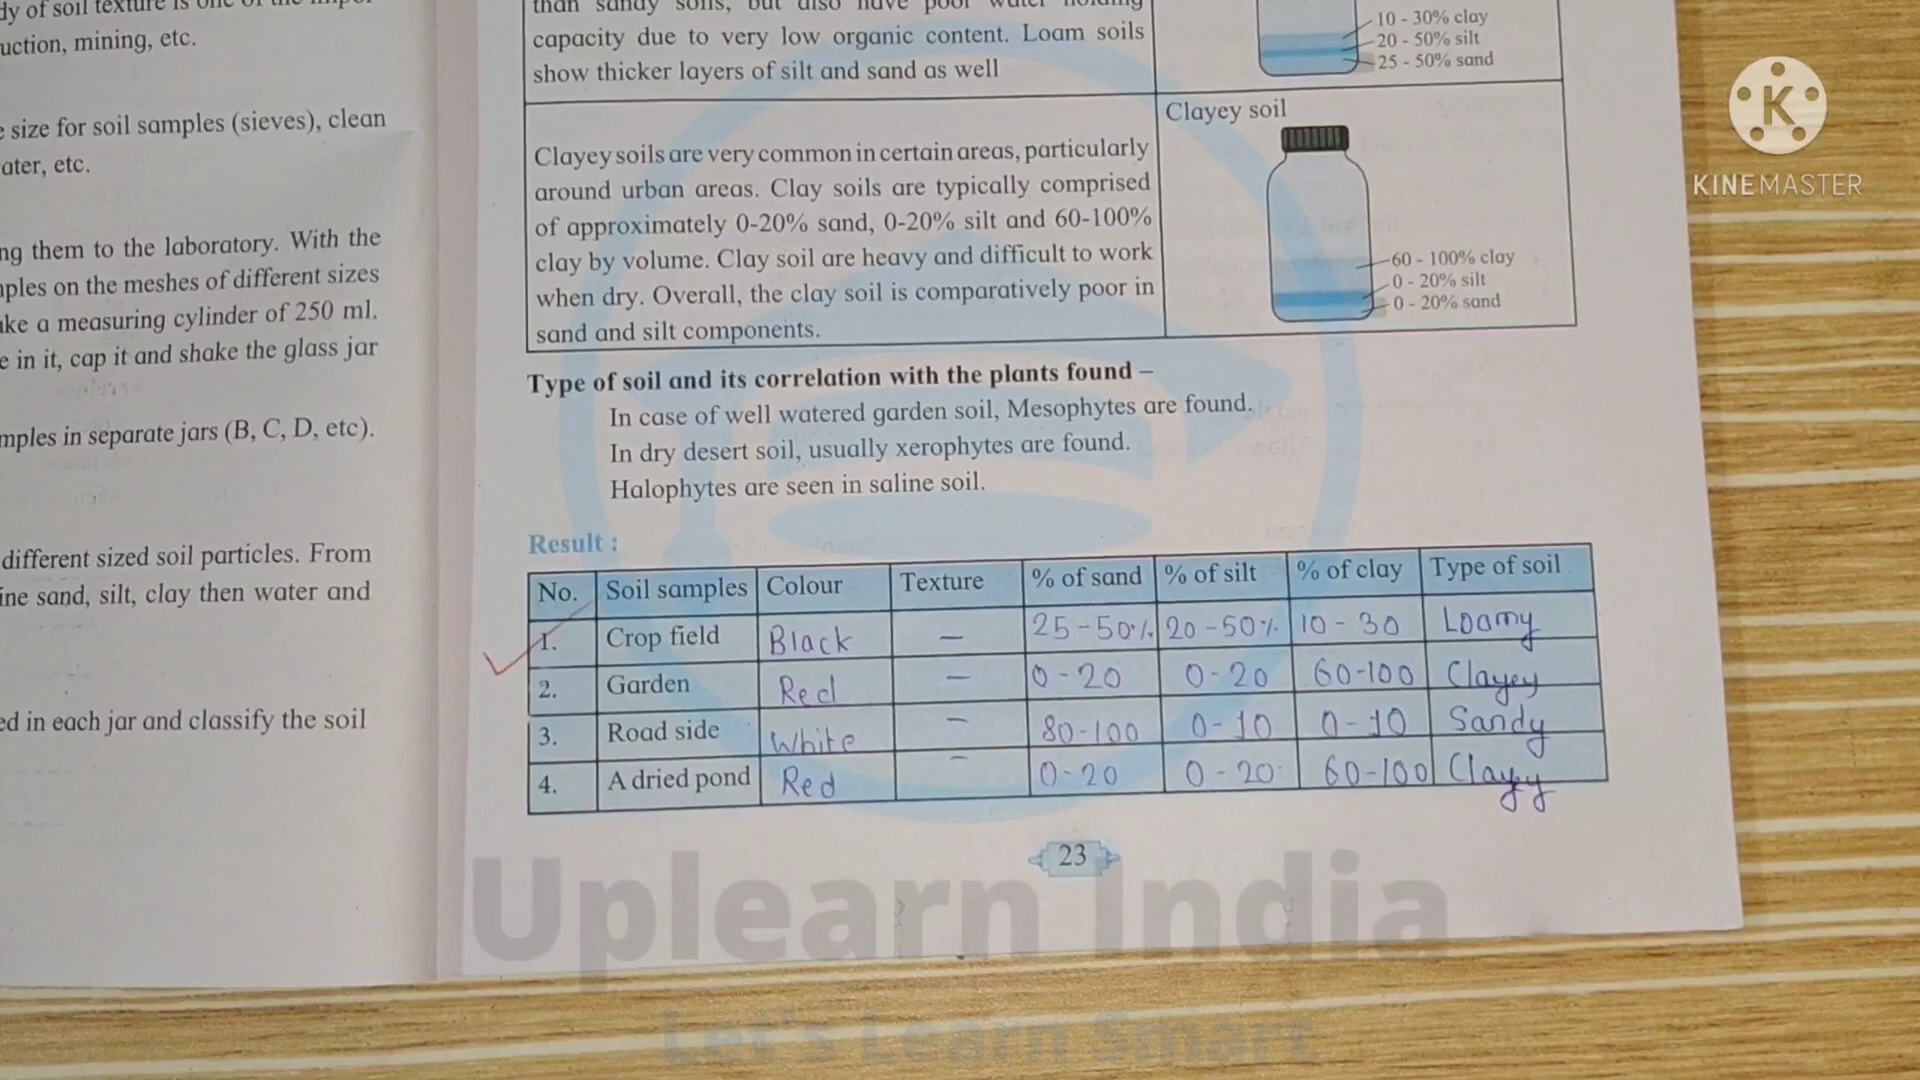 dy of soil texture is one of the impor
uction, mining, etc.
e size for soil samples (sieves), clean
ater, etc.
ng them to the laboratory. With the
ples on the meshes of different sizes
ake a measuring cylinder of 250 ml.
e in it, cap it and shake the glass jar
mples in separate jars (B, C, D, etc).
different sized soil particles. From
ine sand, silt, clay then water and
ed in each jar and classify the soil
than sandy soils, but also have poor water holding
capacity due to very low organic content. Loam soils
show thicker layers of silt and sand as well
10 - 30% clay
20 - 50% silt
25 - 50% sand
Clayey soils are very common in certain areas, particularly
around urban areas. Clay soils are typically comprised
of approximately 0-20% sand, 0-20% silt and 60-100%
clay by volume. Clay soil are heavy and difficult to work
when dry. Overall, the clay soil is comparatively poor in
sand and silt components.
Clayey soil
60 - 100% clay
0 - 20% silt
0 - 20% sand
Type of soil and its correlation with the plants found –
In case of well watered garden soil, Mesophytes are found.
In dry desert soil, usually xerophytes are found.
Halophytes are seen in saline soil.
Result :
No. Soil samples Colour Texture % of sand % of silt % of clay Type of soil
1. Crop field Black – 25-50% 20-50% 10-30 Loamy
2. Garden Red – 0-20 0-20 60-100 Clayey
3. Road side White – 80-100 0-10 0-10 Sandy
4. A dried pond Red – 0-20 0-20 60-100 Clayey
23
K
KINEMASTER
Uplearn India
Let's Learn Smart